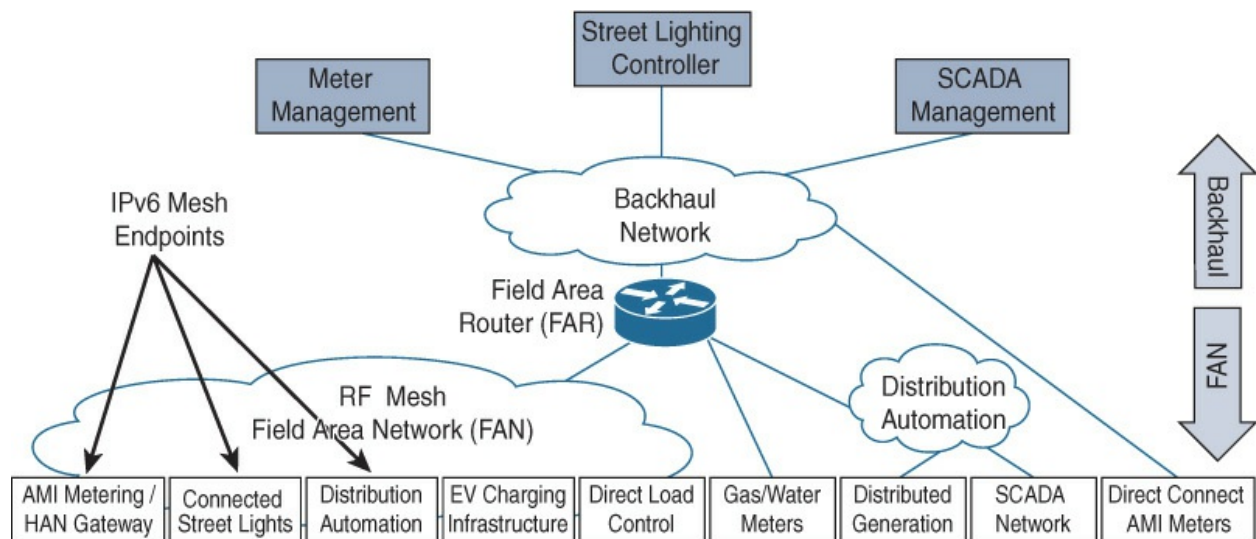 Street Lighting
Controller
Meter
Management
SCADA
Management
Backhaul
Network
IPv6 Mesh
Endpoints
Field Area
Router (FAR)
Backhaul
FAN
RF Mesh
Field Area Network (FAN)
Distribution
Automation
AMI Metering /
HAN Gateway
Connected
Street Lights
Distribution
Automation
EV Charging
Infrastructure
Direct Load
Control
Gas/Water
Meters
Distributed
Generation
SCADA
Network
Direct Connect
AMI Meters